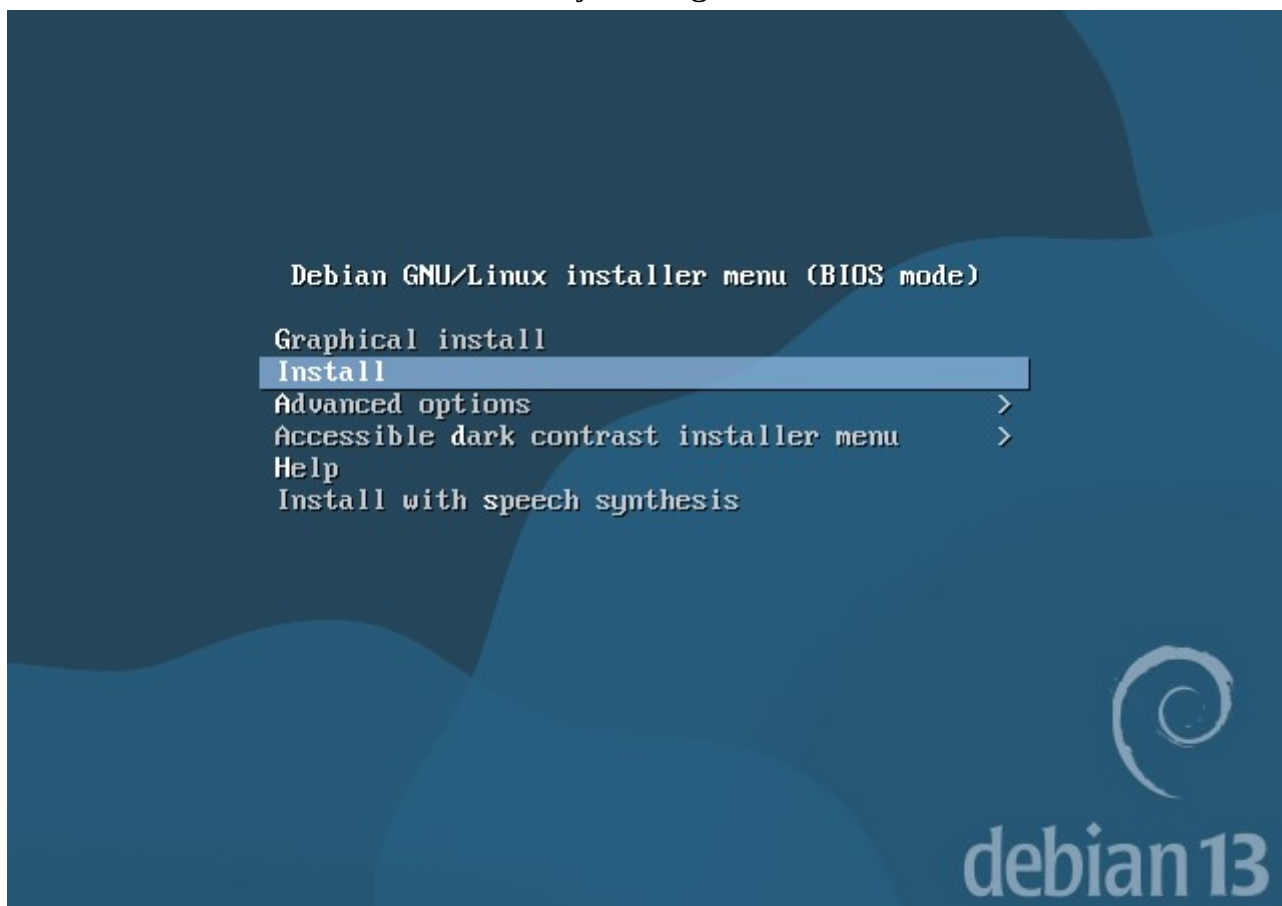 Debian GNU/Linux installer menu (BIOS mode)
Graphical install
Install
Advanced options >
Accessible dark contrast installer menu >
Help
Install with speech synthesis
debian 13